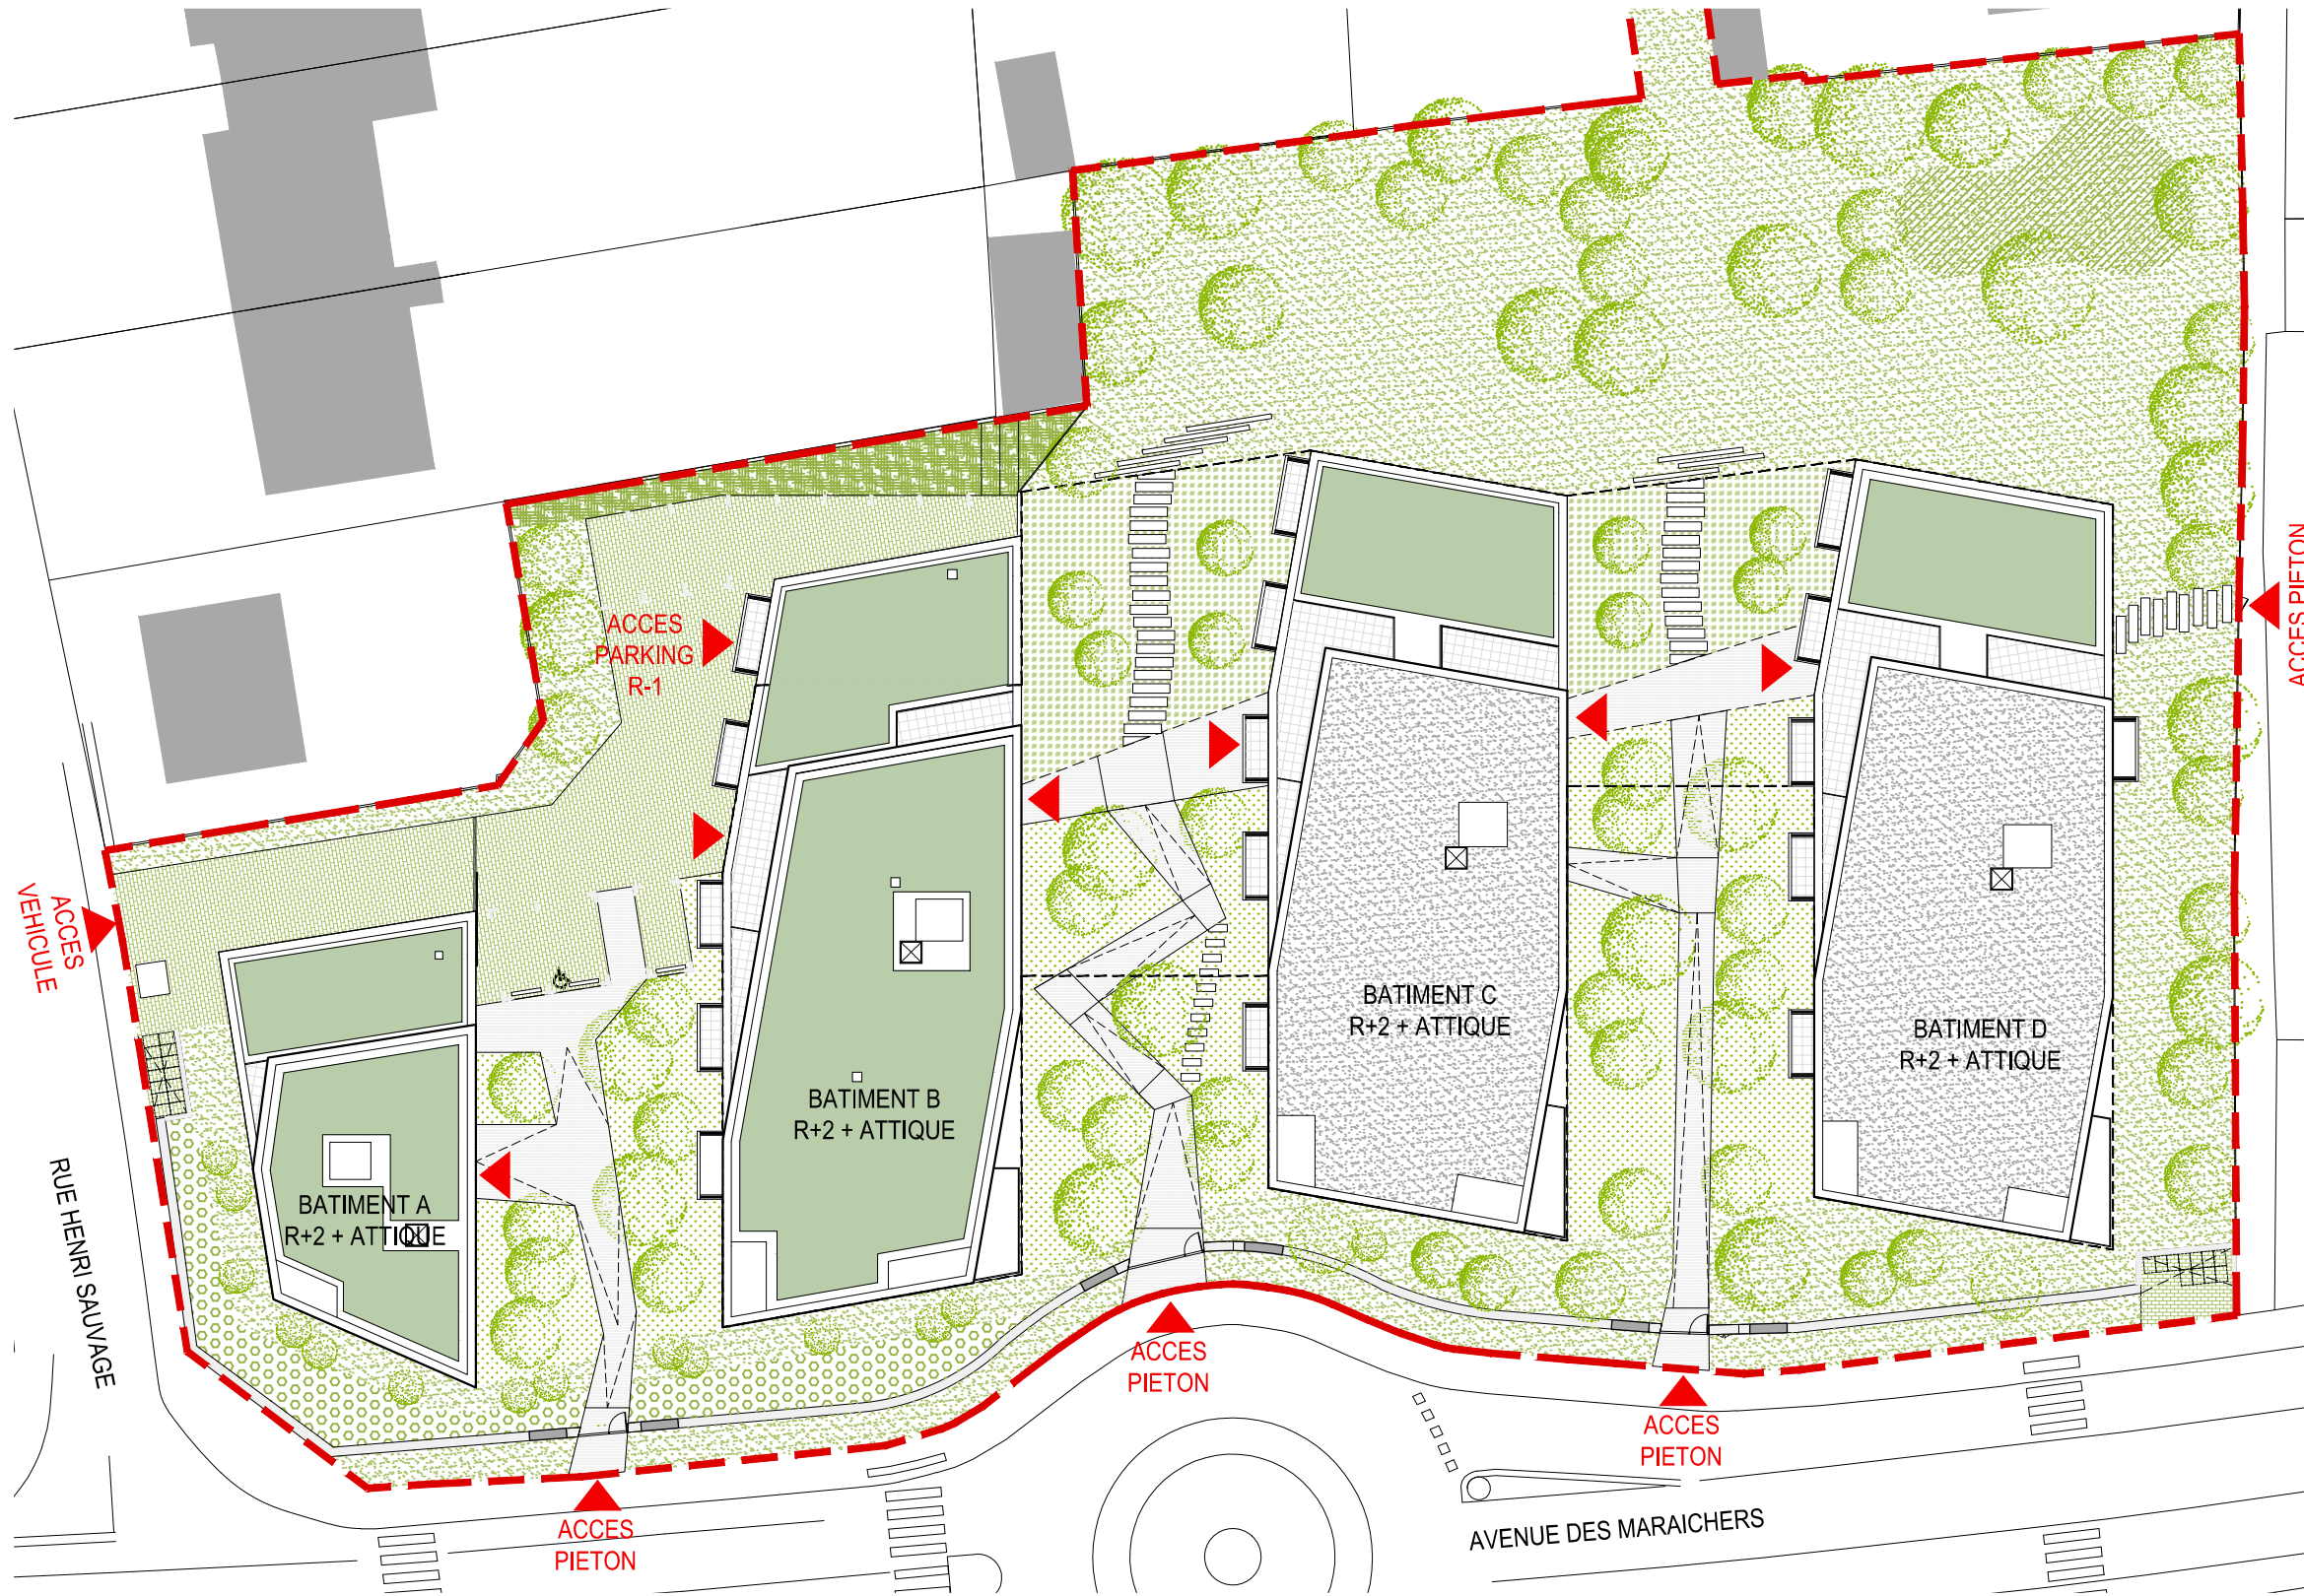 ACCES
PARKING
R-1
ACCES PIETON
ACCES
VEHICULE
BATIMENT A
R+2 + ATTIQUE
BATIMENT B
R+2 + ATTIQUE
BATIMENT C
R+2 + ATTIQUE
BATIMENT D
R+2 + ATTIQUE
RUE HENRI SAUVAGE
ACCES
PIETON
ACCES
PIETON
ACCES
PIETON
AVENUE DES MARAICHERS